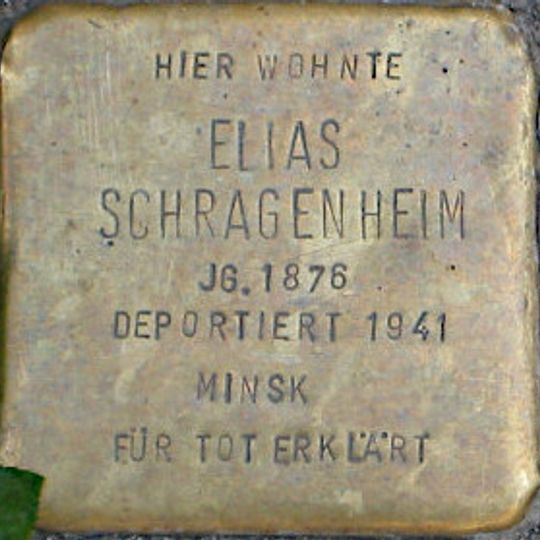 HIER WOHNTE
ELIAS
SCHRAGENHEIM
JG. 1876
DEPORTIERT 1941
MINSK
FÜR TOT ERKLÄRT